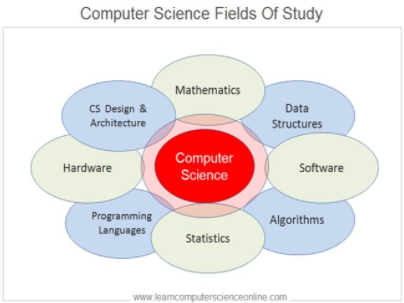 Computer Science Fields Of Study
Mathematics
CS Design &
Architecture
Data
Structures
Hardware
Computer
Science
Software
Programming
Languages
Algorithms
Statistics
www.learncomputerscienceonline.com